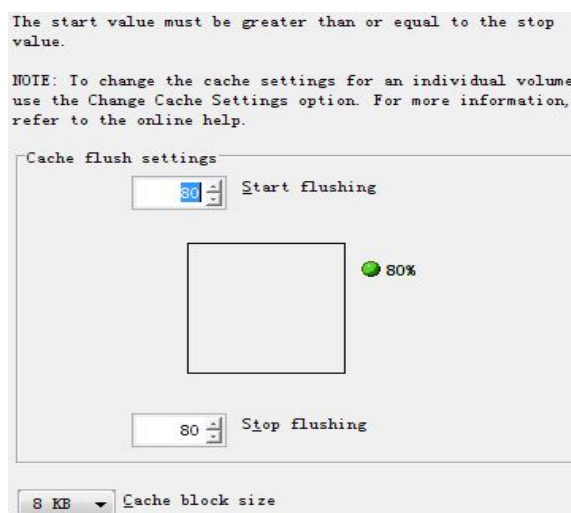 The start value must be greater than or equal to the stop
value.
NOTE: To change the cache settings for an individual volume
use the Change Cache Settings option. For more information,
refer to the online help.
Cache flush settings
80 Start flushing
80%
80 Stop flushing
8 KB Cache block size